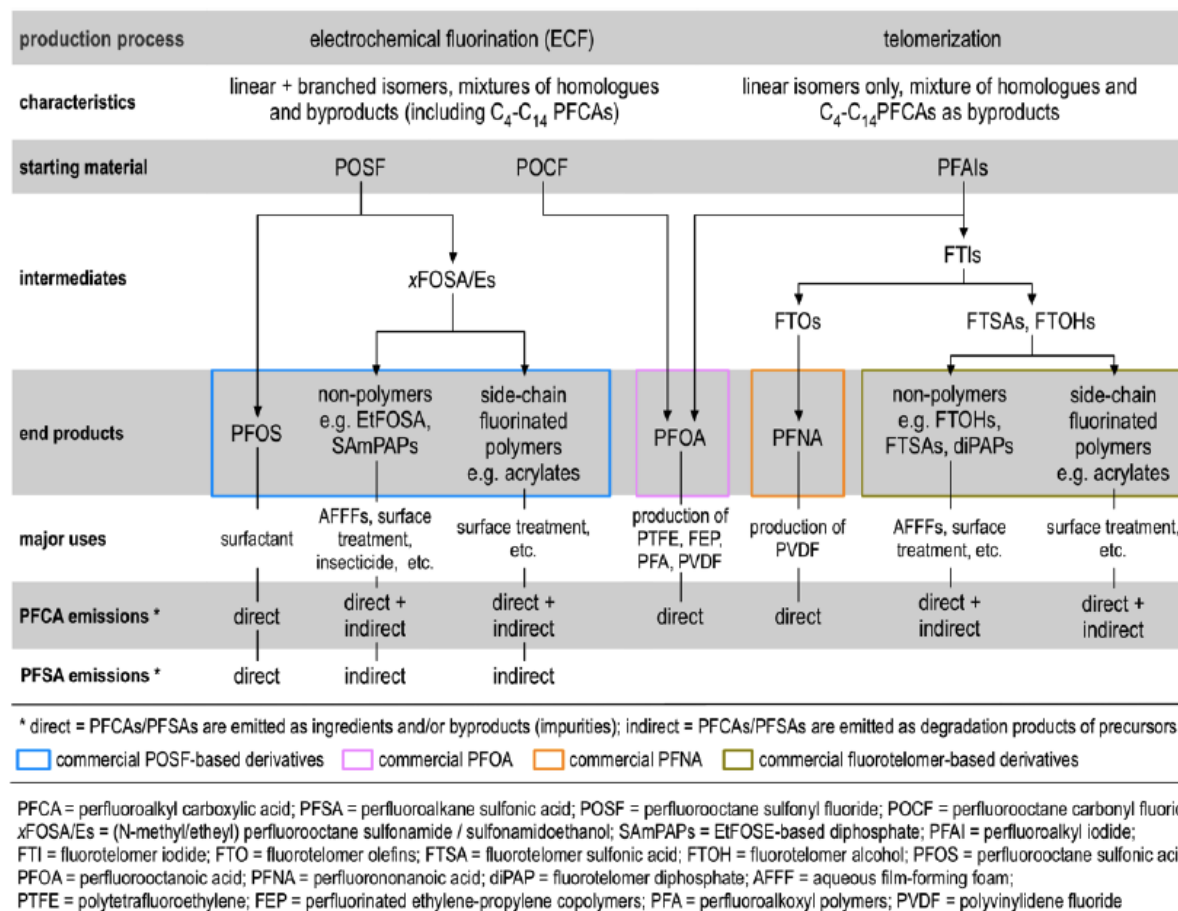 production process electrochemical fluorination (ECF) telomerization
characteristics
linear + branched isomers, mixtures of homologues
and byproducts (including C₄-C₁₄ PFCAs)
linear isomers only, mixture of homologues and
C₄-C₁₄PFCAs as byproducts
starting material POSF POCF PFAIs
intermediates
xFOSA/Es
FTIs
FTOs
FTSAs, FTOHs
end products
PFOS
non-polymers
e.g. EtFOSA,
SAmPAPs
side-chain
fluorinated
polymers
e.g. acrylates
PFOA
PFNA
non-polymers
e.g. FTOHs,
FTSAs, diPAPs
side-chain
fluorinated
polymers
e.g. acrylates
major uses
surfactant
AFFFs, surface
treatment,
insecticide, etc.
surface treatment,
etc.
production of
PTFE, FEP,
PFA, PVDF
production of
PVDF
AFFFs, surface
treatment, etc.
surface treatment,
etc.
PFCA emissions *
direct
direct +
indirect
direct +
indirect
direct
direct
direct +
indirect
direct +
indirect
PFSA emissions * direct indirect indirect
* direct = PFCAs/PFSAs are emitted as ingredients and/or byproducts (impurities); indirect = PFCAs/PFSAs are emitted as degradation products of precursors
commercial POSF-based derivatives commercial PFOA commercial PFNA commercial fluorotelomer-based derivatives
PFCA = perfluoroalkyl carboxylic acid; PFSA = perfluoroalkane sulfonic acid; POSF = perfluorooctane sulfonyl fluoride; POCF = perfluorooctane carbonyl
xFOSA/Es = (N-methyl/etheyl) perfluorooctane sulfonamide / sulfonamidoethanol; SAmPAPs = EtFOSE-based diphosphate; PFAI = perfluoroalkyl iodide;
FTI = fluorotelomer iodide; FTO = fluorotelomer olefins; FTSA = fluorotelomer sulfonic acid; FTOH = fluorotelomer alcohol; PFOS = perfluorooctane sulfonic
PFOA = perfluorooctanoic acid; PFNA = perfluorononanoic acid; diPAP = fluorotelomer diphosphate; AFFF = aqueous film-forming foam;
PTFE = polytetrafluoroethylene; FEP = perfluorinated ethylene-propylene copolymers; PFA = perfluoroalkoxyl polymers; PVDF = polyvinylidene fluoride